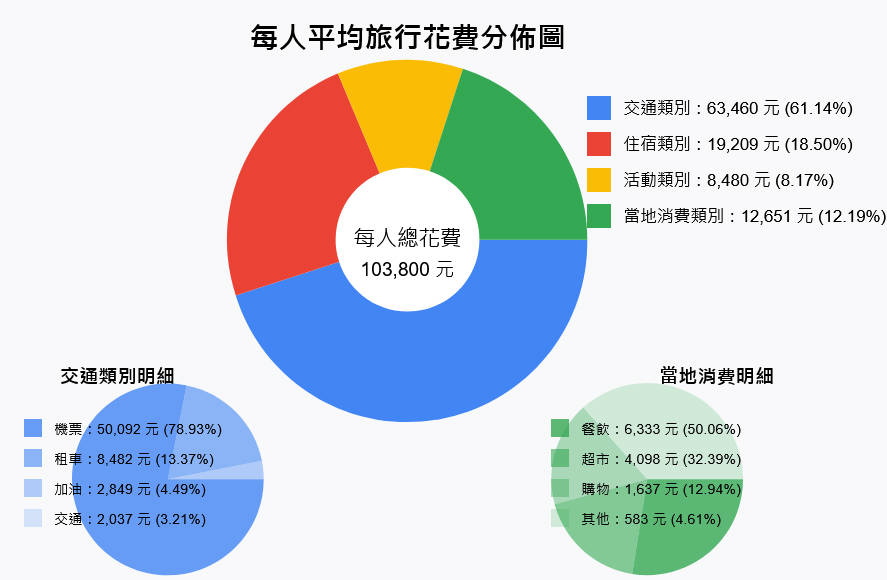 每人平均旅行花費分佈圖
交通類別：63,460 元 (61.14%)
住宿類別：19,209 元 (18.50%)
活動類別：8,480 元 (8.17%)
當地消費類別：12,651 元 (12.19%)
每人總花費
103,800 元
交通類別明細
機票：50,092 元 (78.93%)
租車：8,482 元 (13.37%)
加油：2,849 元 (4.49%)
交通：2,037 元 (3.21%)
當地消費明細
餐飲：6,333 元 (50.06%)
超市：4,098 元 (32.39%)
購物：1,637 元 (12.94%)
其他：583 元 (4.61%)